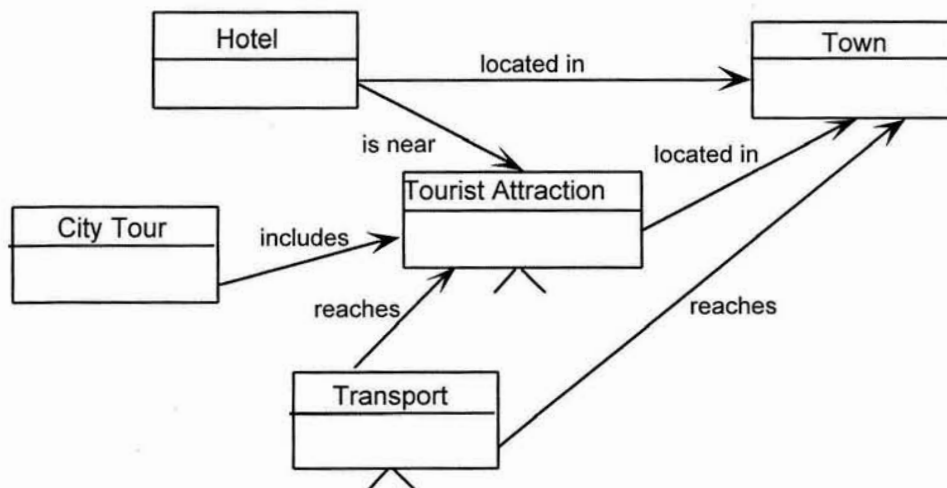 Hotel
Town
located in
is near
located in
Tourist Attraction
City Tour
includes
reaches
reaches
Transport